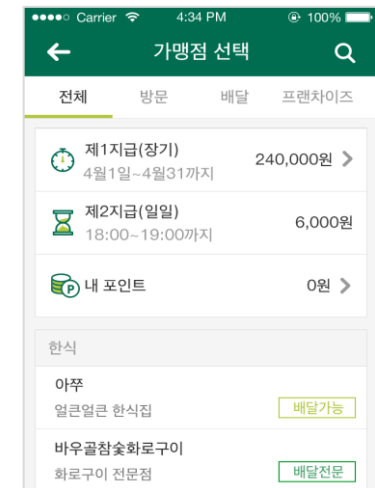 Carrier 4:34 PM 100%
가맹점 선택
전체 방문 배달 프랜차이즈
제1지급(장기) 240,000원
4월1일~4월31까지
제2지급(일일) 6,000원
18:00~19:00까지
P 내 포인트 0원
한식
아쭈
얼큰얼큰 한식집 배달가능
바우골참숯화로구이
화로구이 전문점 배달전문